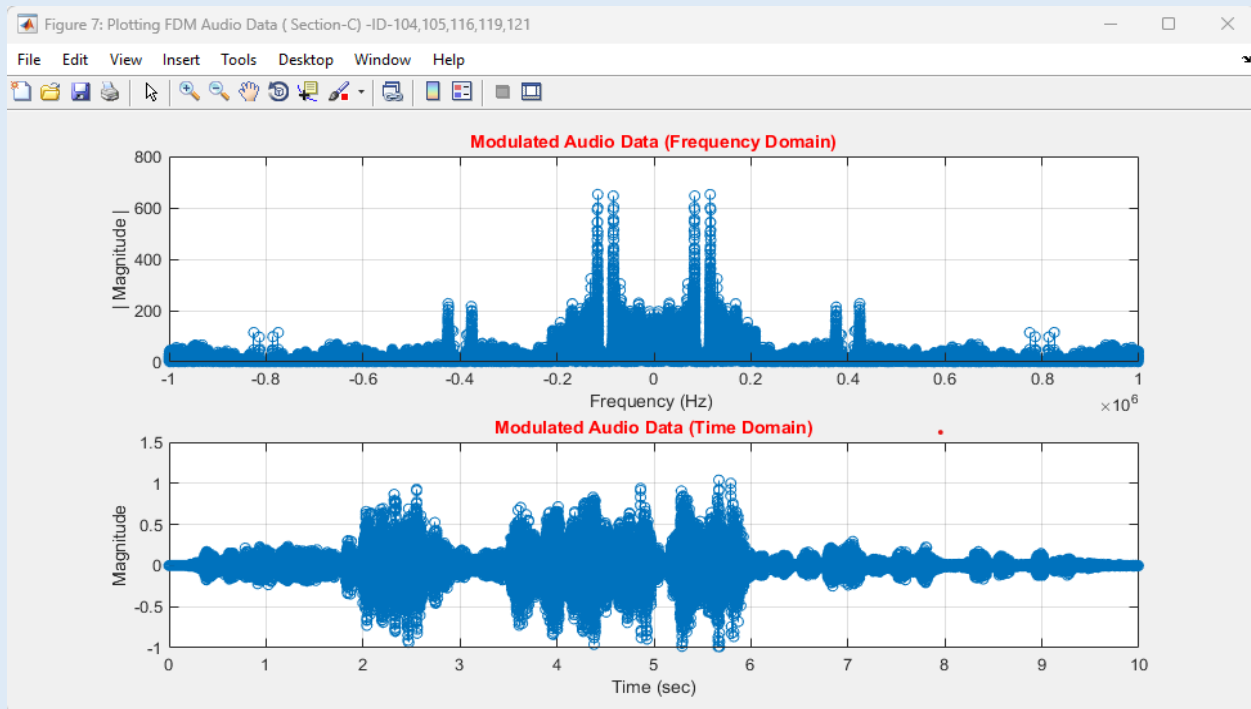 Figure 7: Plotting FDM Audio Data ( Section-C) -ID-104,105,116,119,121
File Edit View Insert Tools Desktop Window Help
Modulated Audio Data (Frequency Domain)
800
600
400
200
0
| Magnitude |
-1 -0.8 -0.6 -0.4 -0.2 0 0.2 0.4 0.6 0.8 1
Frequency (Hz)
×10⁶
Modulated Audio Data (Time Domain)
1.5
1
0.5
0
-0.5
-1
Magnitude
0 1 2 3 4 5 6 7 8 9 10
Time (sec)